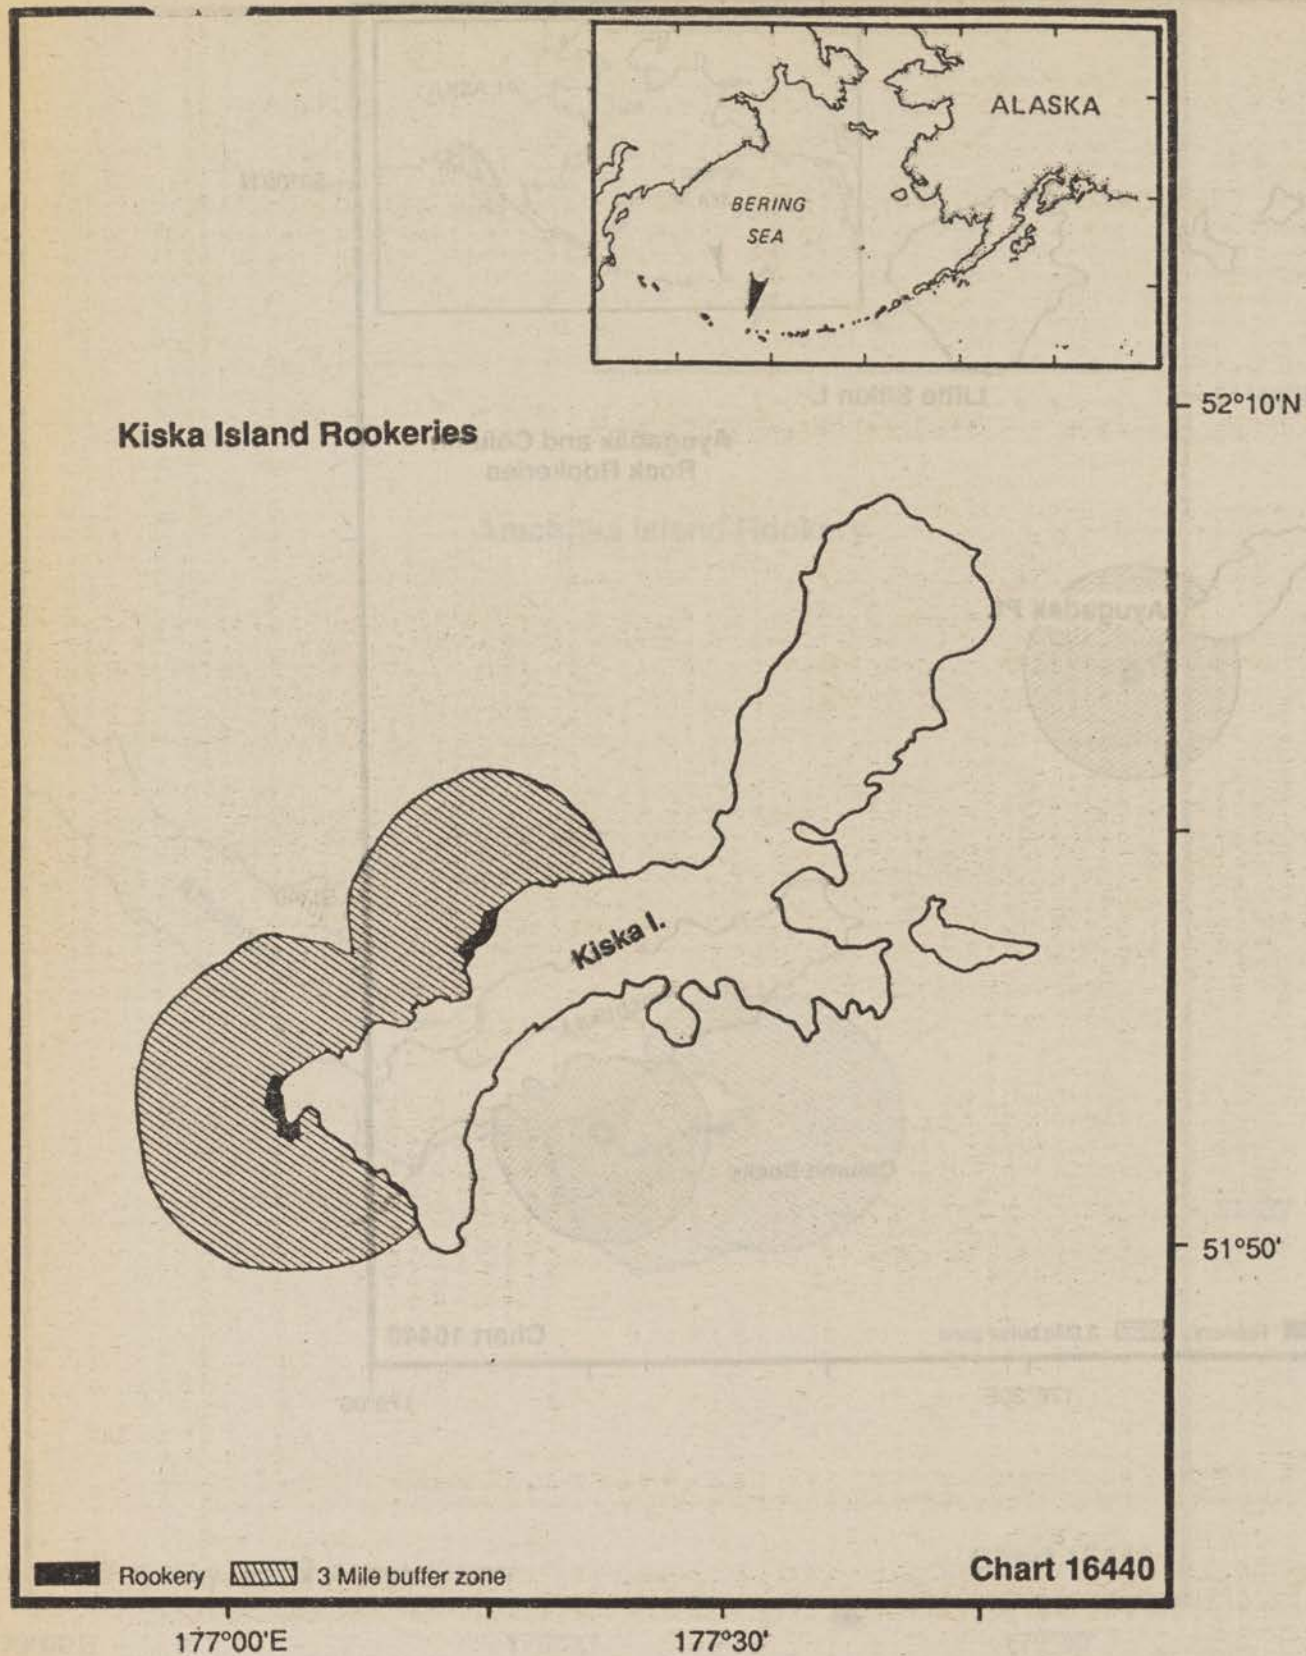 ALASKA
BERING
SEA
52°10'N
Kiska Island Rookeries
Kiska I.
51°50'
Rookery
3 Mile buffer zone
Chart 16440
177°00'E
177°30'